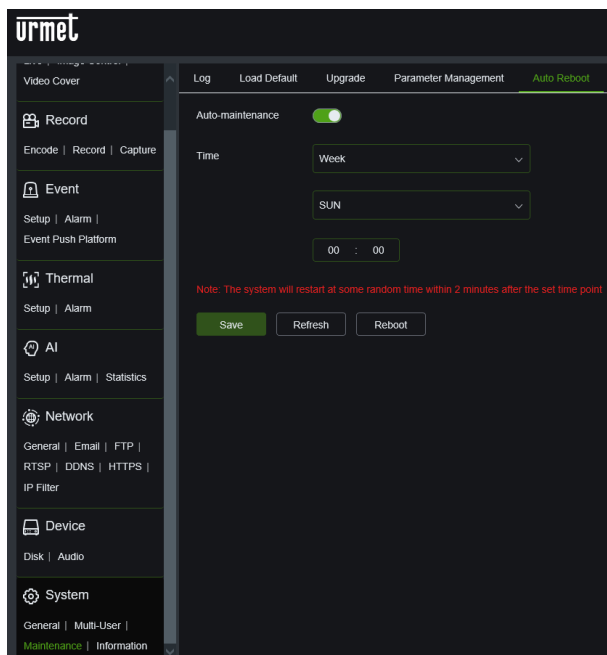 urmet
Video Cover
Record
Encode | Record | Capture
Event
Setup | Alarm |
Event Push Platform
Thermal
Setup | Alarm
AI
Setup | Alarm | Statistics
Network
General | Email | FTP |
RTSP | DDNS | HTTPS |
IP Filter
Device
Disk | Audio
System
General | Multi-User |
Maintenance | Information
Log Load Default Upgrade Parameter Management Auto Reboot
Auto-maintenance
Time Week
SUN
00 : 00
Note: The system will restart at some random time within 2 minutes after the set time point
Save Refresh Reboot